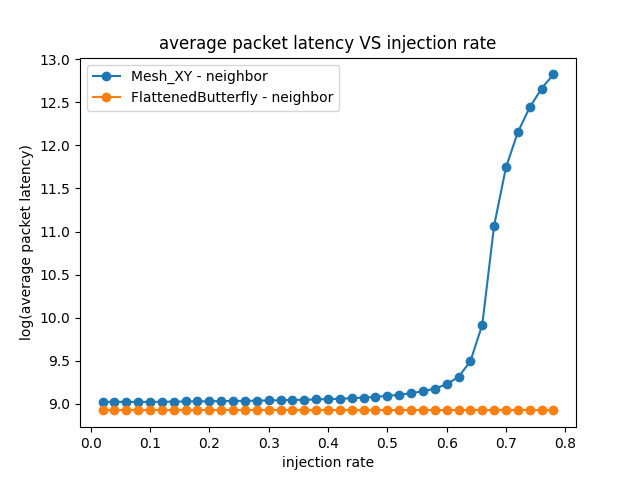 average packet latency VS injection rate
Mesh_XY - neighbor
FlattenedButterfly - neighbor
log(average packet latency)
13.0
12.5
12.0
11.5
11.0
10.5
10.0
9.5
9.0
0.0 0.1 0.2 0.3 0.4 0.5 0.6 0.7 0.8
injection rate